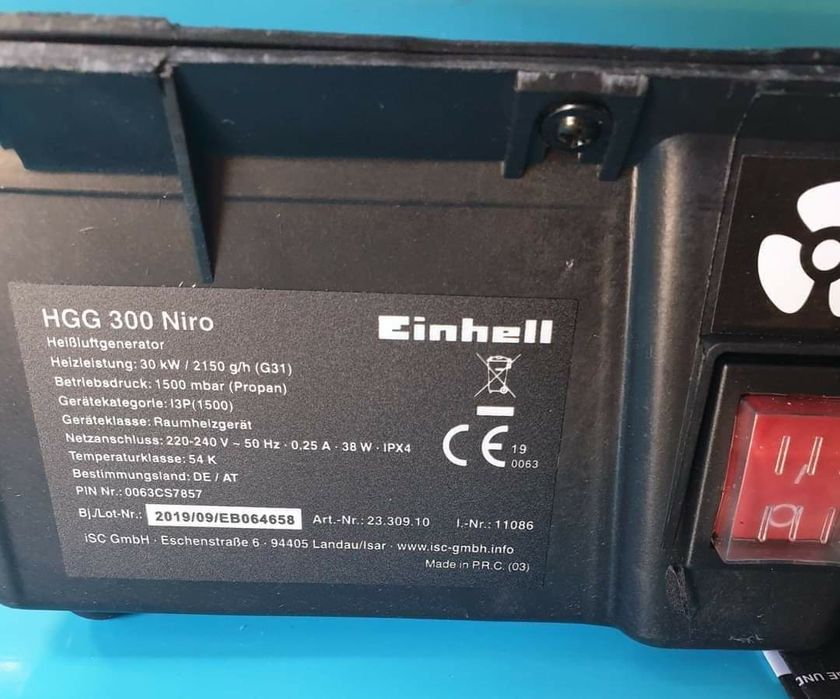 HGG 300 Niro
Einhell
Heißluftgenerator
Heizleistung: 30 kW / 2150 g/h (G31)
Betriebsdruck: 1500 mbar (Propan)
Gerätekategorie: I3P(1500)
Geräteklasse: Raumheizgerät
Netzanschluss: 220-240 V ~ 50 Hz · 0,25 A · 38 W · IPX4
Temperaturklasse: 54 K
Bestimmungsland: DE / AT
PIN Nr.: 0063CS7857
CE 19
0063
Bj./Lot-Nr.: 2019/09/EB064658 Art.-Nr.: 23.309.10 I.-Nr.: 11086
iSC GmbH · Eschenstraße 6 · 94405 Landau/Isar · www.isc-gmbh.info
Made in P.R.C. (03)